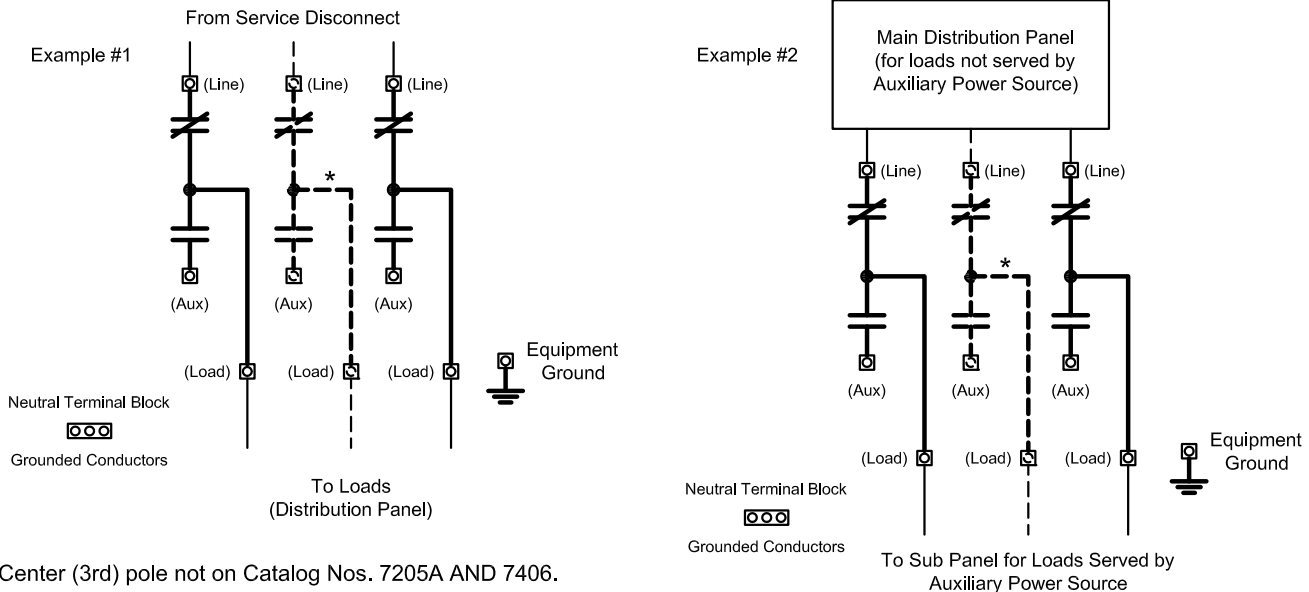 From Service Disconnect
Example #1
(Line) (Line) (Line)
*
(Aux) (Aux) (Aux)
(Load) (Load) (Load)
Equipment
Ground
Neutral Terminal Block
Grounded Conductors
To Loads
(Distribution Panel)
Center (3rd) pole not on Catalog Nos. 7205A AND 7406.
Example #2
Main Distribution Panel
(for loads not served by
Auxiliary Power Source)
(Line) (Line) (Line)
*
(Aux) (Aux) (Aux)
(Load) (Load) (Load)
Equipment
Ground
Neutral Terminal Block
Grounded Conductors
To Sub Panel for Loads Served by
Auxiliary Power Source